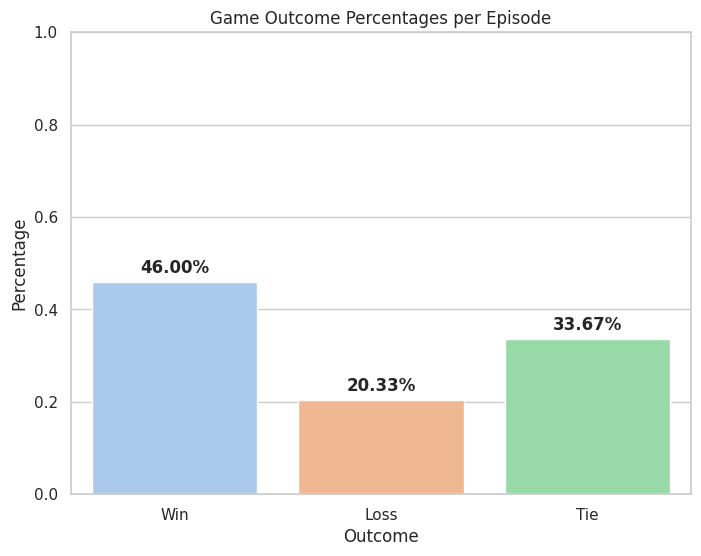 Game Outcome Percentages per Episode
1.0
0.8
0.6
0.4
0.2
0.0
Percentage
46.00%
20.33%
33.67%
Win
Loss
Tie
Outcome